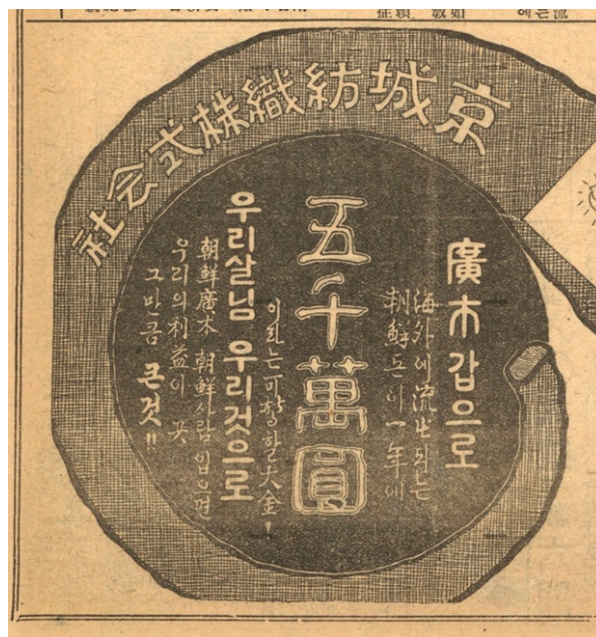 京城紡織株式会社
廣木갑으로
海外에流出되는
朝鮮돈이一年에
五千萬圓
이라는可驚할大金!
우리살님 우리것으로
朝鮮廣木 朝鮮사람 입으면
우리의 利益이 곳
그만큼 큰것!!